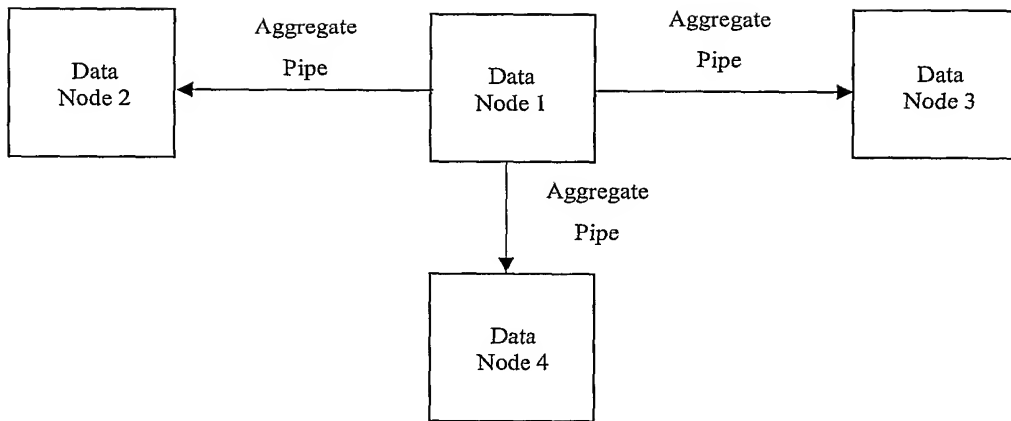 Aggregate
Pipe
Aggregate
Pipe
Data
Node 2
Data
Node 1
Data
Node 3
Aggregate
Pipe
Data
Node 4